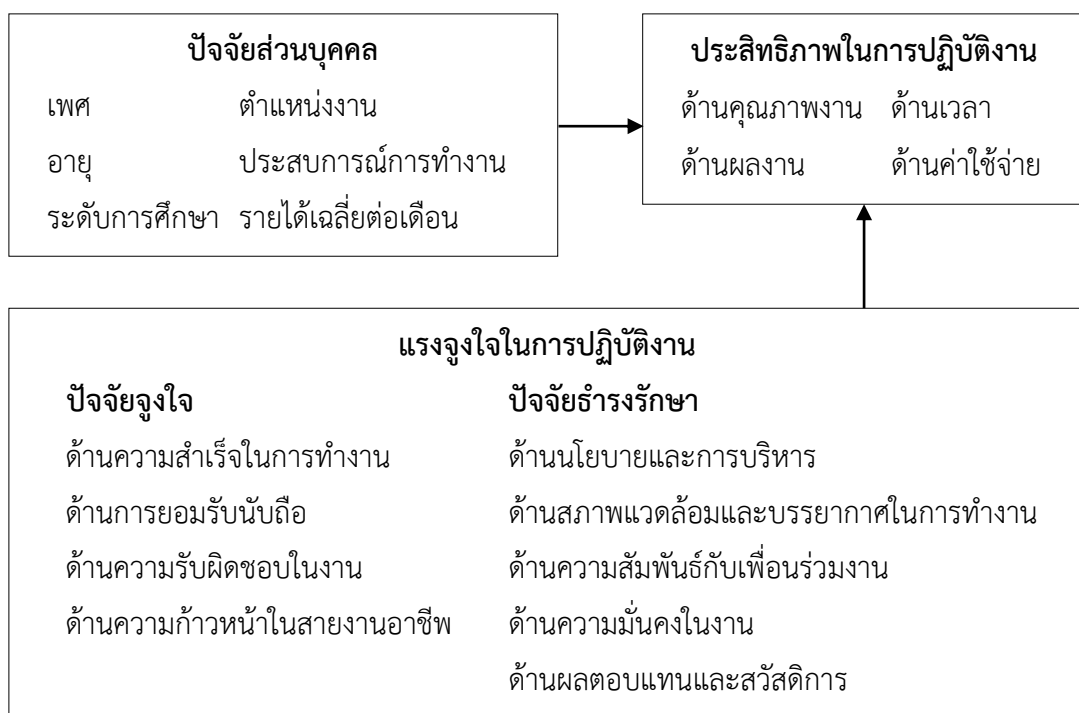 ปัจจัยส่วนบุคคล
เพศ ตำแหน่งงาน
อายุ ประสบการณ์การทำงาน
ระดับการศึกษา รายได้เฉลี่ยต่อเดือน
ประสิทธิภาพในการปฏิบัติงาน
ด้านคุณภาพงาน ด้านเวลา
ด้านผลงาน ด้านค่าใช้จ่าย
แรงจูงใจในการปฏิบัติงาน
ปัจจัยจูงใจ ปัจจัยธำรงรักษา
ด้านความสำเร็จในการทำงาน ด้านนโยบายและการบริหาร
ด้านการยอมรับนับถือ ด้านสภาพแวดล้อมและบรรยากาศในการทำงาน
ด้านความรับผิดชอบในงาน ด้านความสัมพันธ์กับเพื่อนร่วมงาน
ด้านความก้าวหน้าในสายงานอาชีพ ด้านความมั่นคงในงาน
ด้านผลตอบแทนและสวัสดิการ